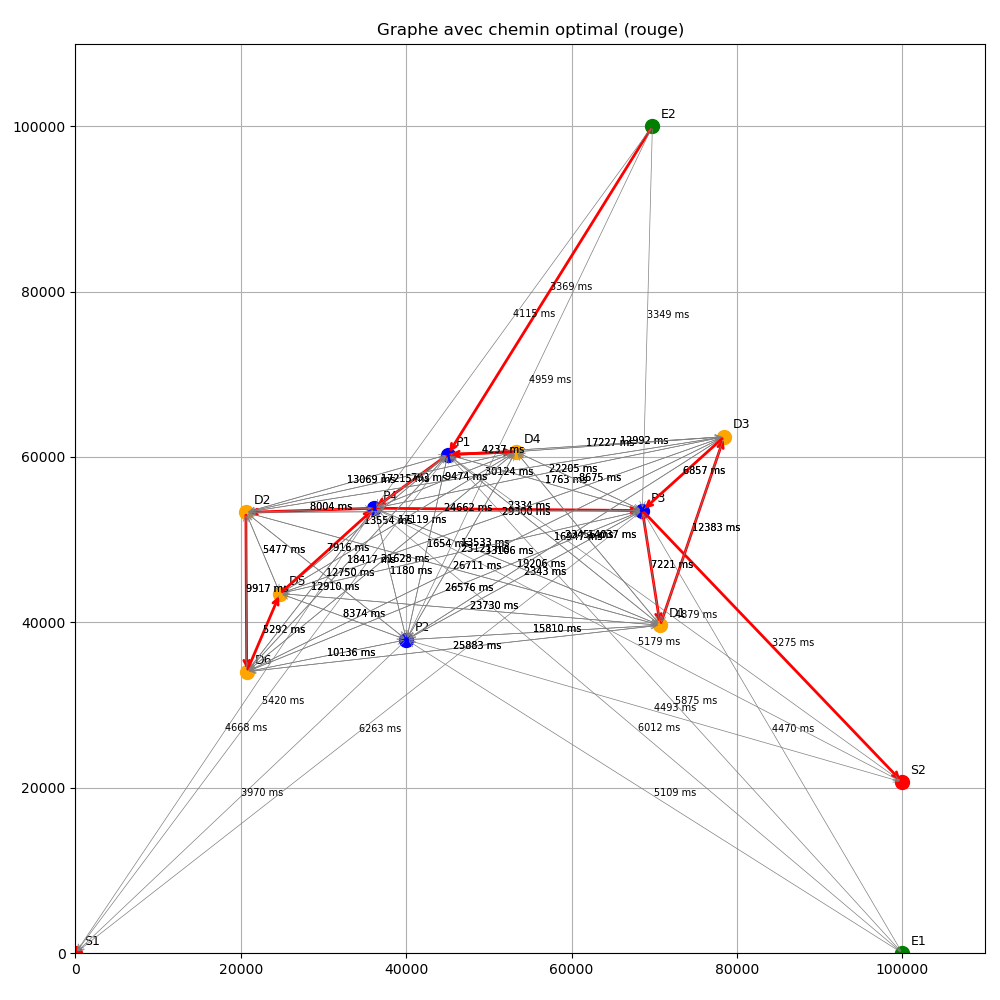 Graphe avec chemin optimal (rouge)
E2
100000
3369 ms
4115 ms
3349 ms
80000
4959 ms
D3
P1
D4
17227 ms
13992 ms
4237 ms
60000
30124 ms
22205 ms
6857 ms
13069 ms
9474 ms
1763 ms
D2
P4
P3
8004 ms
24662 ms
2334 ms
29300 ms
12383 ms
1654 ms
13533 ms
5477 ms
7916 ms
18417 ms
19206 ms
7221 ms
12750 ms
1180 ms
26711 ms
2343 ms
D5
9917 ms
12910 ms
26576 ms
40000
8374 ms
23730 ms
D1
5292 ms
P2
15810 ms
5179 ms
3275 ms
D6
10136 ms
25883 ms
5420 ms
5875 ms
4493 ms
4668 ms
6263 ms
6012 ms
4470 ms
S2
20000
3970 ms
5109 ms
S1
E1
0
0
20000
40000
60000
80000
100000